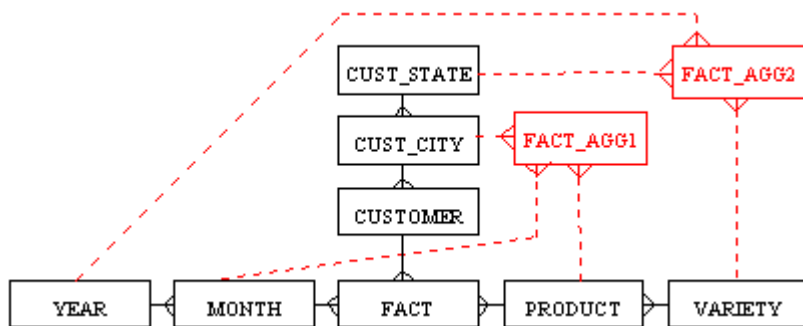 CUST_STATE
FACT_AGG2
CUST_CITY
FACT_AGG1
CUSTOMER
YEAR
MONTH
FACT
PRODUCT
VARIETY